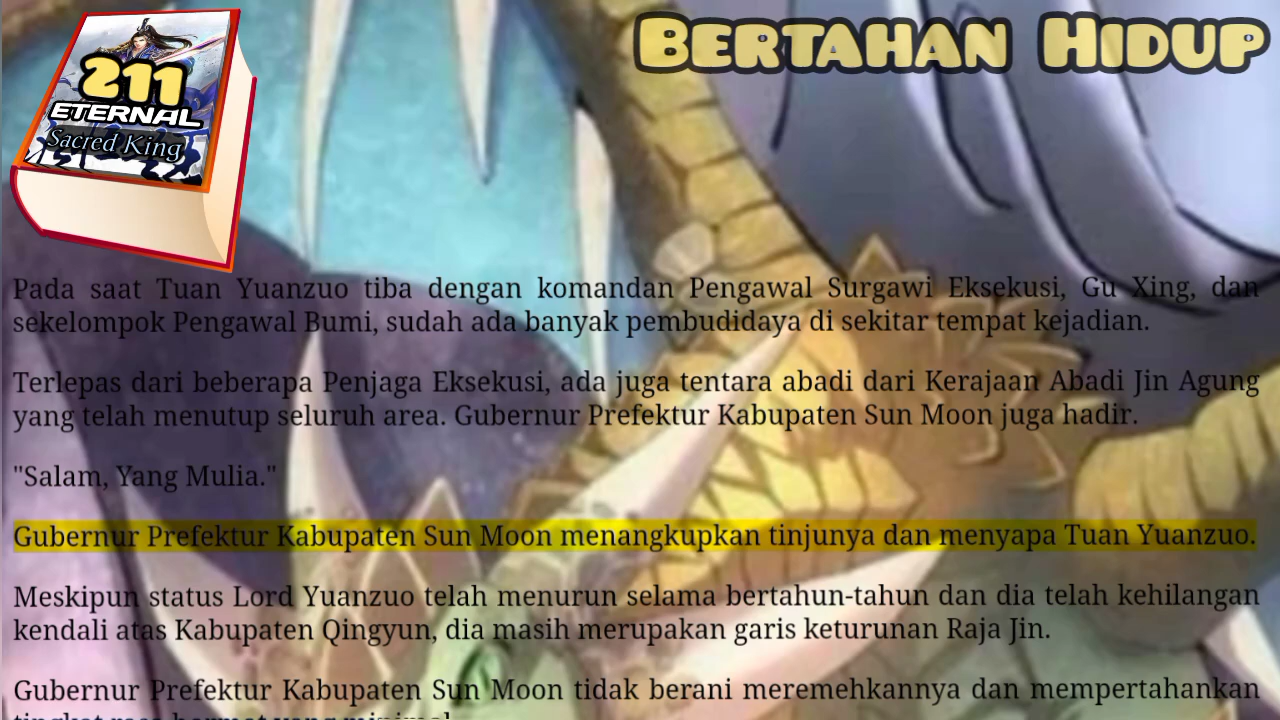 BERTAHAN HIDUP
211
ETERNAL
Sacred King
Pada saat Tuan Yuanzuo tiba dengan komandan Pengawal Surgawi Eksekusi, Gu Xing, dan
sekelompok Pengawal Bumi, sudah ada banyak pembudidaya di sekitar tempat kejadian.
Terlepas dari beberapa Penjaga Eksekusi, ada juga tentara abadi dari Kerajaan Abadi Jin Agung
yang telah menutup seluruh area. Gubernur Prefektur Kabupaten Sun Moon juga hadir.
"Salam, Yang Mulia."
Gubernur Prefektur Kabupaten Sun Moon menangkupkan tinjunya dan menyapa Tuan Yuanzuo.
Meskipun status Lord Yuanzuo telah menurun selama bertahun-tahun dan dia telah kehilangan
kendali atas Kabupaten Qingyun, dia masih merupakan garis keturunan Raja Jin.
Gubernur Prefektur Kabupaten Sun Moon tidak berani meremehkannya dan mempertahankan